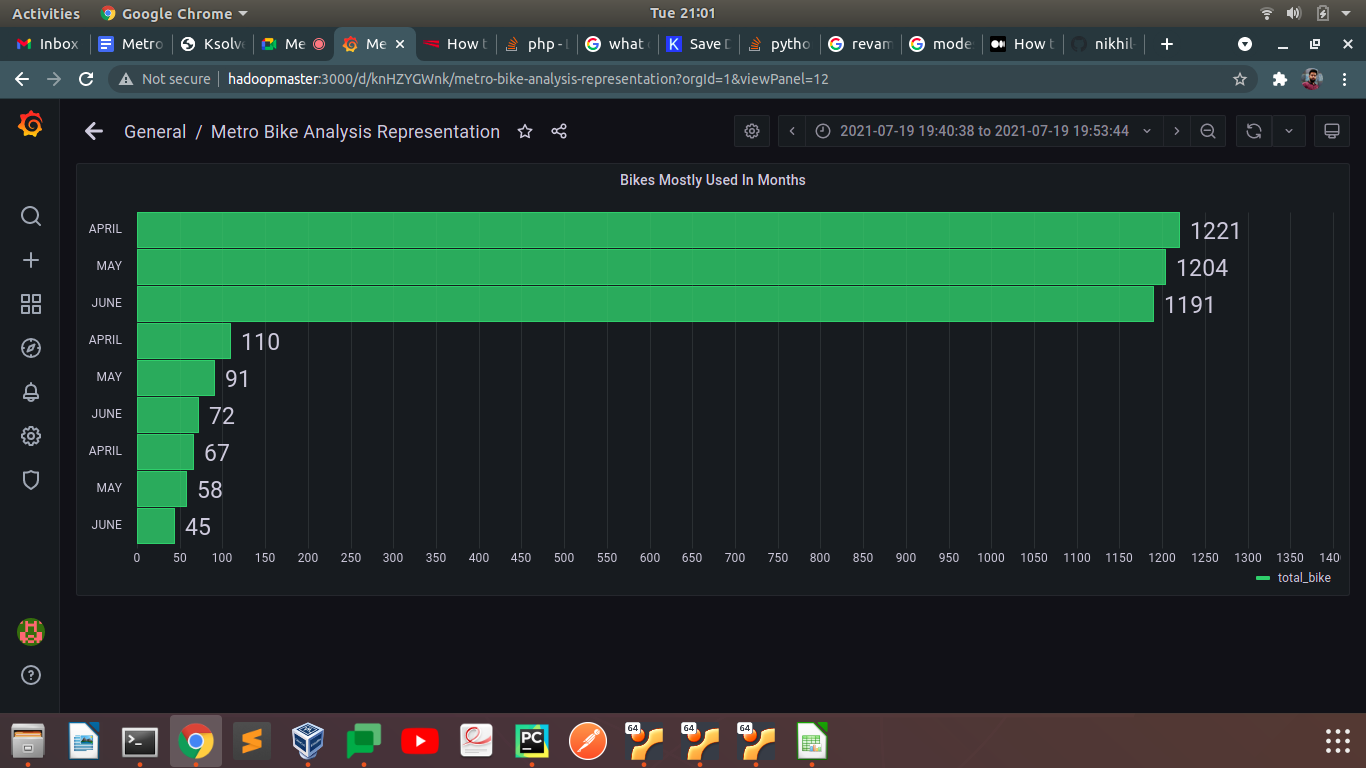 Activities Google Chrome Tue 21:01
Inbox Metro Ksolve Me Me How t php - L what Save D pytho revam mode How t nikhil-
Not secure hadoopmaster:3000/d/knHZYGWnk/metro-bike-analysis-representation?orgId=1&viewPanel=12
General / Metro Bike Analysis Representation 2021-07-19 19:40:38 to 2021-07-19 19:53:44
Bikes Mostly Used In Months
APRIL 1221
MAY 1204
JUNE 1191
APRIL 110
MAY 91
JUNE 72
APRIL 67
MAY 58
JUNE 45
0 50 100 150 200 250 300 350 400 450 500 550 600 650 700 750 800 850 900 950 1000 1050 1100 1150 1200 1250 1300 1350 140
total_bike
PC 64 64 64